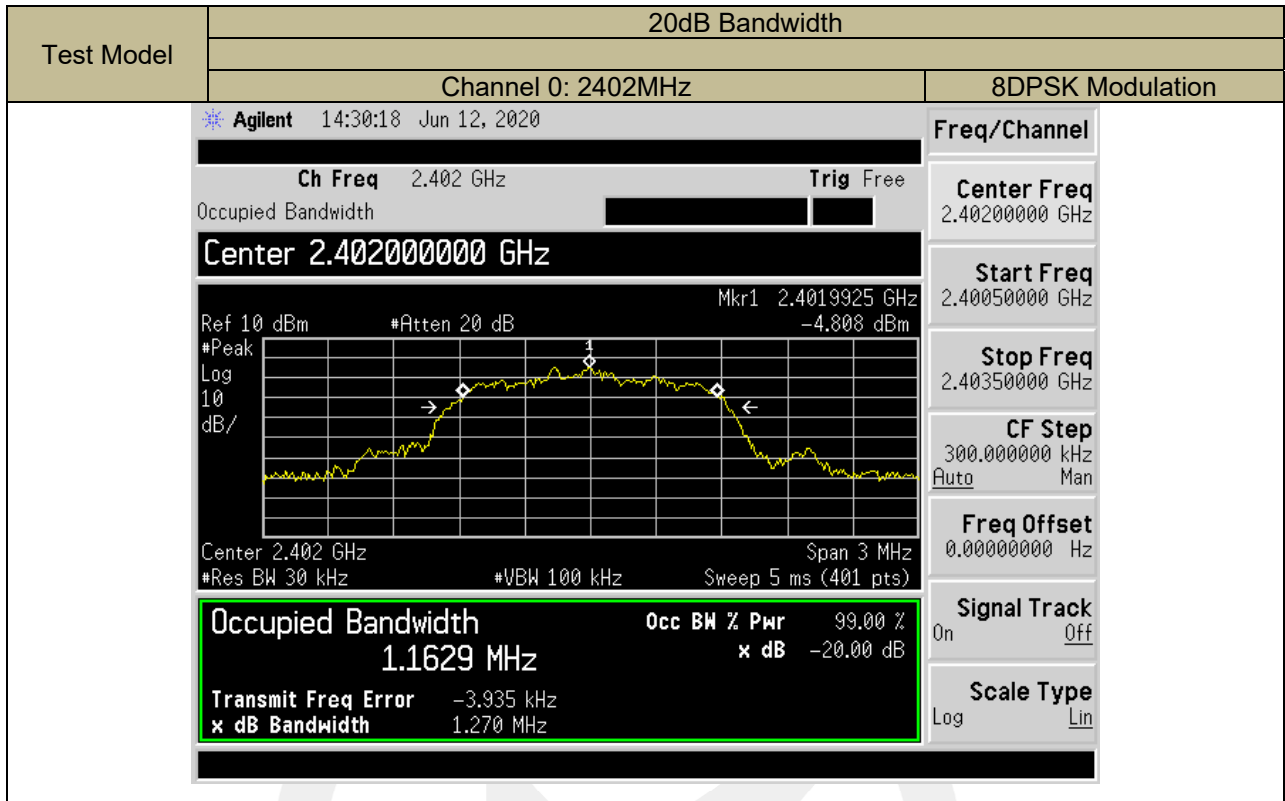 20dB Bandwidth
Test Model
Channel 0: 2402MHz 8DPSK Modulation
Agilent 14:30:18 Jun 12, 2020
Freq/Channel
Ch Freq 2.402 GHz Trig Free
Occupied Bandwidth
Center Freq
2.40200000 GHz
Center 2.402000000 GHz
Start Freq
2.40050000 GHz
Mkr1 2.4019925 GHz
Ref 10 dBm #Atten 20 dB -4.808 dBm
#Peak
Log
10
dB/
1
Stop Freq
2.40350000 GHz
CF Step
300.000000 kHz
Auto Man
Freq Offset
0.00000000 Hz
Center 2.402 GHz Span 3 MHz
#Res BW 30 kHz #VBW 100 kHz Sweep 5 ms (401 pts)
Signal Track
On Off
Occupied Bandwidth Occ BW % Pwr 99.00 %
1.1629 MHz x dB -20.00 dB
Transmit Freq Error -3.935 kHz
x dB Bandwidth 1.270 MHz
Scale Type
Log Lin